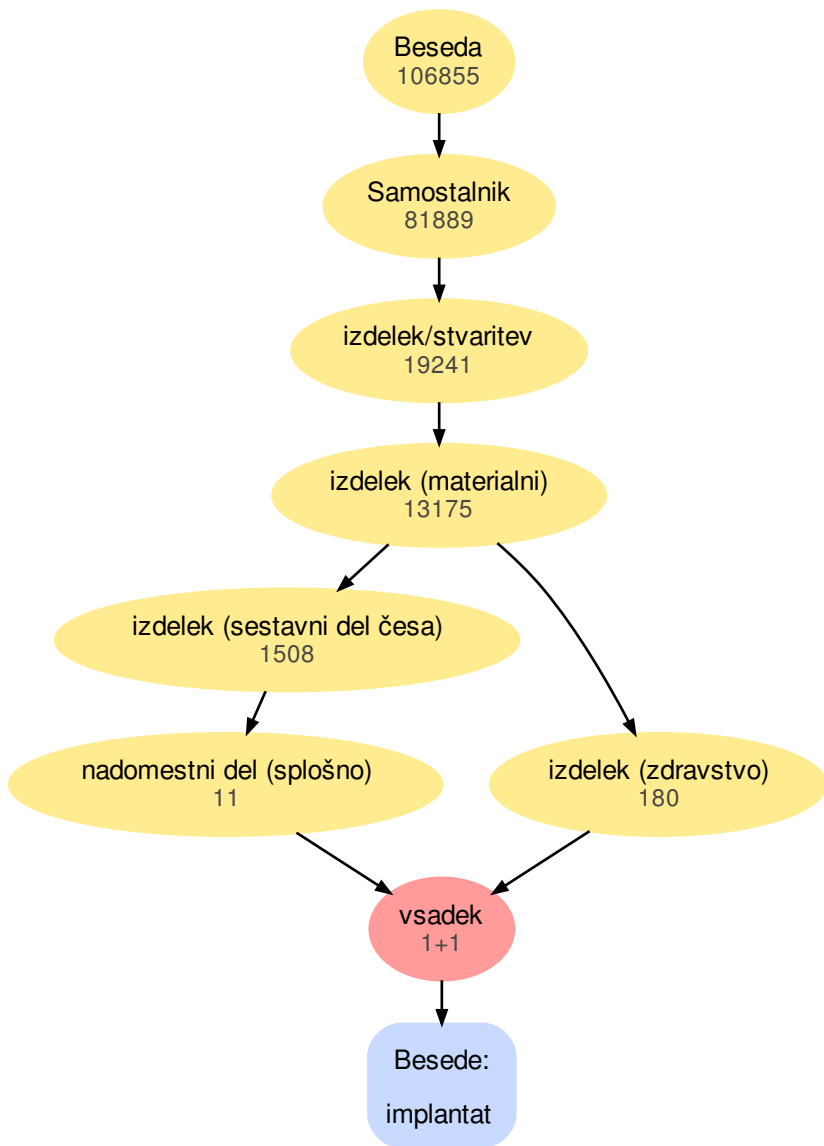 Beseda
106855
Samostalnik
81889
izdelek/stvaritev
19241
izdelek (materialni)
13175
izdelek (sestavni del česa)
1508
nadomestni del (splošno)
11
izdelek (zdravstvo)
180
vsadek
1+1
Besede:
implantat